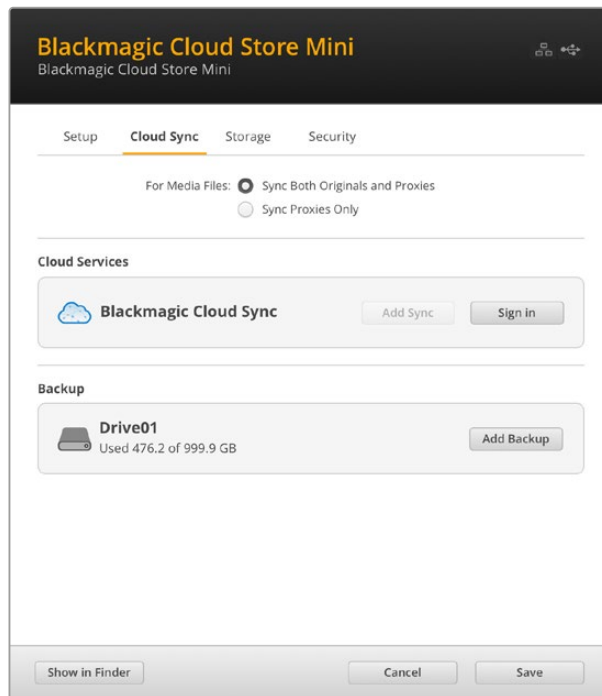 Blackmagic Cloud Store Mini
Blackmagic Cloud Store Mini
Setup Cloud Sync Storage Security
For Media Files: Sync Both Originals and Proxies
Sync Proxies Only
Cloud Services
Blackmagic Cloud Sync Add Sync Sign in
Backup
Drive01
Used 476.2 of 999.9 GB
Add Backup
Show in Finder Cancel Save